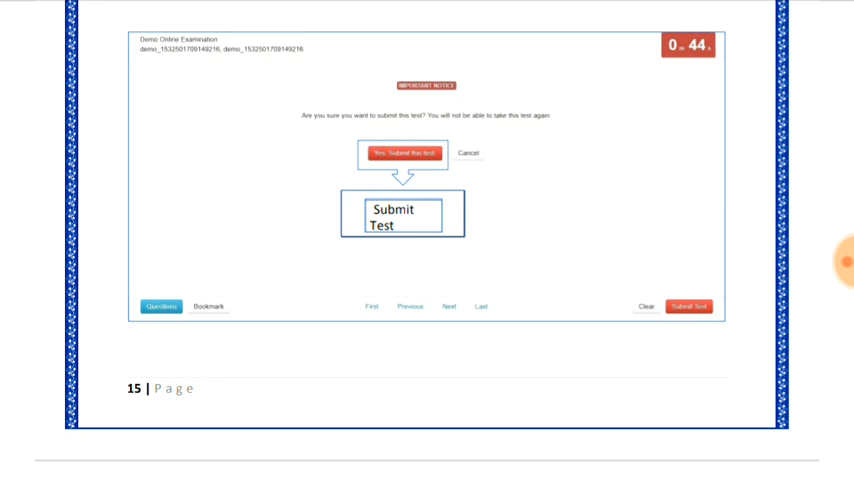 Demo Online Examination
demo_1532501709149216, demo_1532501709149216
0 m 44 s
IMPORTANT NOTICE
Are you sure you want to submit this test? You will not be able to take this test again
Yes, Submit this test Cancel
Submit
Test
Questions Bookmark First Previous Next Last Clear Submit Test
15 | Page